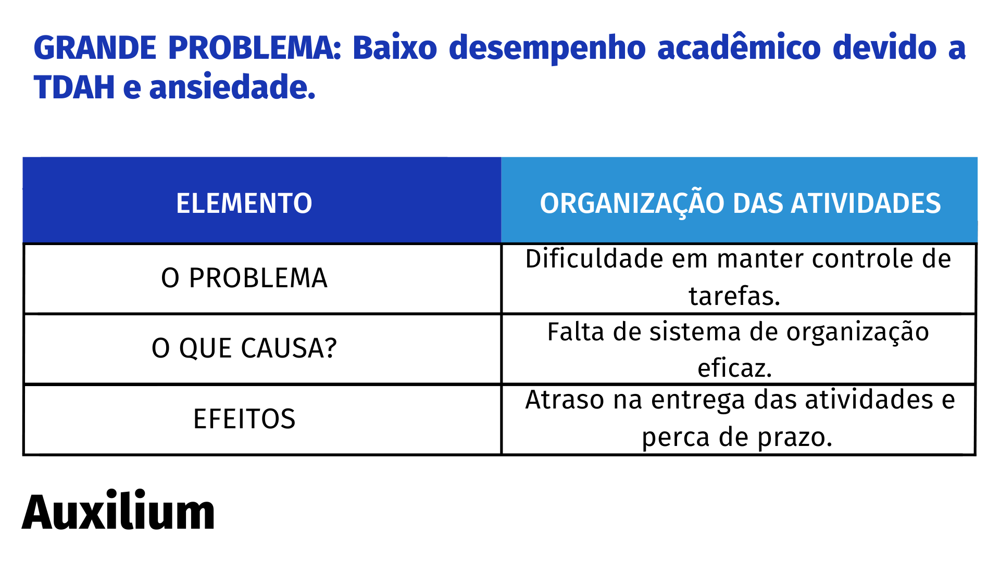 GRANDE PROBLEMA: Baixo desempenho acadêmico devido a
TDAH e ansiedade.
ELEMENTO
ORGANIZAÇÃO DAS ATIVIDADES
O PROBLEMA
Dificuldade em manter controle de
tarefas.
O QUE CAUSA?
Falta de sistema de organização
eficaz.
EFEITOS
Atraso na entrega das atividades e
perca de prazo.
Auxilium